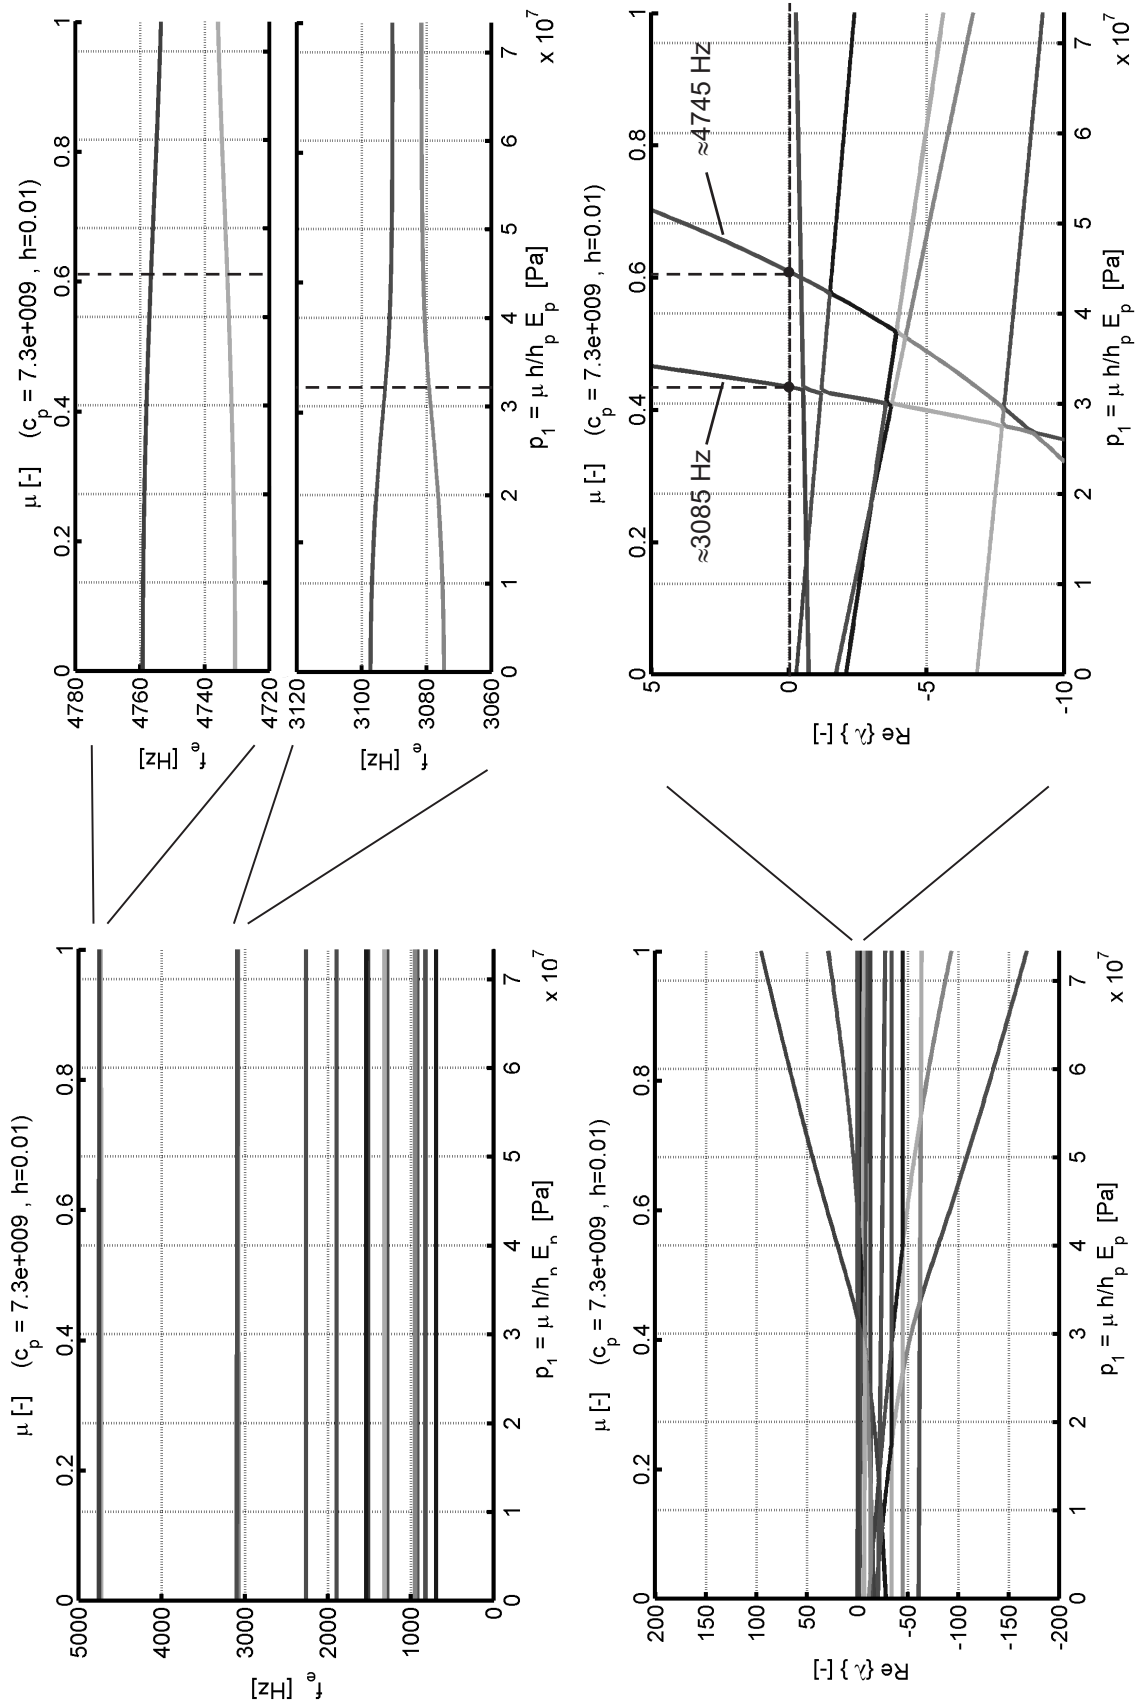 μ [-] (c_p = 7.3e+009 , h=0.01)
0 0.2 0.4 0.6 0.8 1
5000
4000
3000
2000
1000
0
f_e [Hz]
0 1 2 3 4 5 6 7
x 10^7
p_1 = μ h/h_p E_p [Pa]
μ [-] (c_p = 7.3e+009 , h=0.01)
0 0.2 0.4 0.6 0.8 1
4780
4760
4740
4720
f_e [Hz]
3120
3100
3080
3060
f_e [Hz]
0 1 2 3 4 5 6 7
x 10^7
p_1 = μ h/h_p E_p [Pa]
μ [-] (c_p = 7.3e+009 , h=0.01)
0 0.2 0.4 0.6 0.8 1
200
150
100
50
0
-50
-100
-150
-200
Re{λ} [-]
0 1 2 3 4 5 6 7
x 10^7
p_1 = μ h/h_p E_p [Pa]
μ [-] (c_p = 7.3e+009 , h=0.01)
0 0.2 0.4 0.6 0.8 1
5
0
-5
-10
Re{λ} [-]
≈3085 Hz
≈4745 Hz
0 1 2 3 4 5 6 7
x 10^7
p_1 = μ h/h_p E_p [Pa]